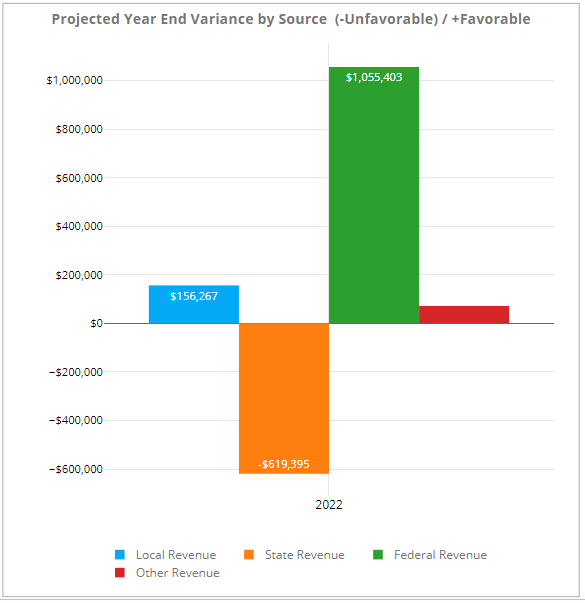 Projected Year End Variance by Source  (-Unfavorable) / +Favorable
$1,000,000
$800,000
$600,000
$400,000
$200,000
$0
−$200,000
−$400,000
−$600,000
$1,055,403
$156,267
-$619,395
2022
Local Revenue
State Revenue
Federal Revenue
Other Revenue